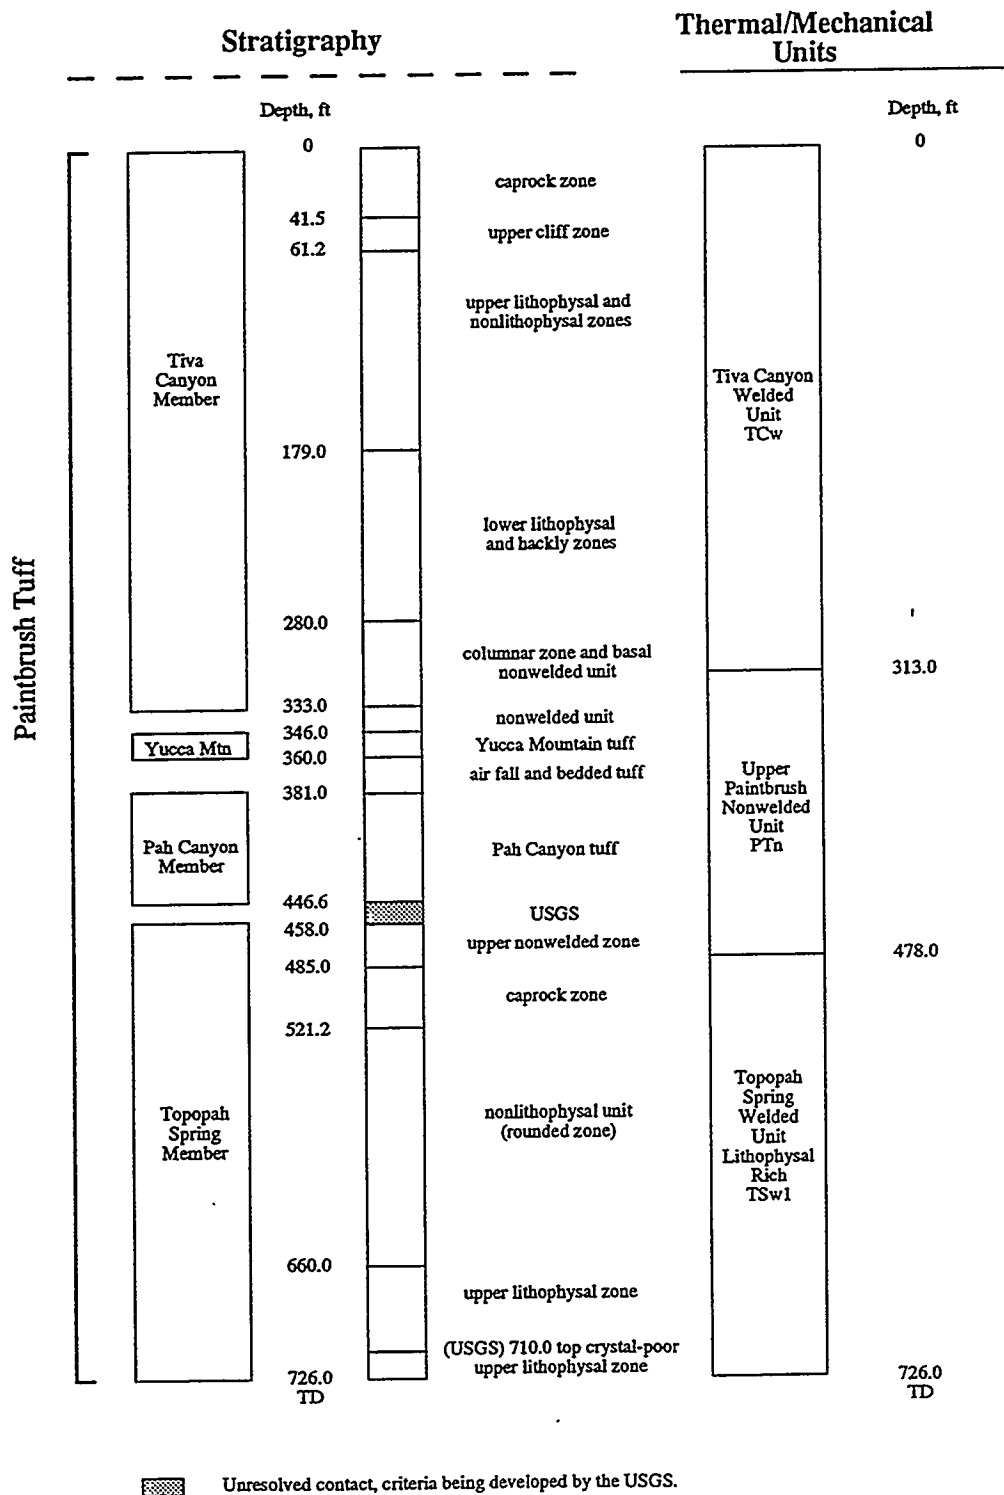 Stratigraphy
Thermal/Mechanical
Units
Depth, ft
Depth, ft
0
0
caprock zone
41.5
upper cliff zone
61.2
upper lithophysal and
nonlithophysal zones
Tiva
Canyon
Member
Tiva Canyon
Welded
Unit
TCw
179.0
lower lithophysal
and hackly zones
Paintbrush Tuff
280.0
columnar zone and basal
nonwelded unit
313.0
333.0
nonwelded unit
346.0
Yucca Mtn
Yucca Mountain tuff
360.0
air fall and bedded tuff
381.0
Upper
Paintbrush
Nonwelded
Unit
PTn
Pah Canyon
Member
Pah Canyon tuff
446.6
USGS
458.0
upper nonwelded zone
478.0
485.0
caprock zone
521.2
Topopah
Spring
Member
nonlithophysal unit
(rounded zone)
Topopah
Spring
Welded
Unit
Lithophysal
Rich
TSw1
660.0
upper lithophysal zone
(USGS) 710.0 top crystal-poor
upper lithophysal zone
726.0
TD
726.0
TD
Unresolved contact, criteria being developed by the USGS.